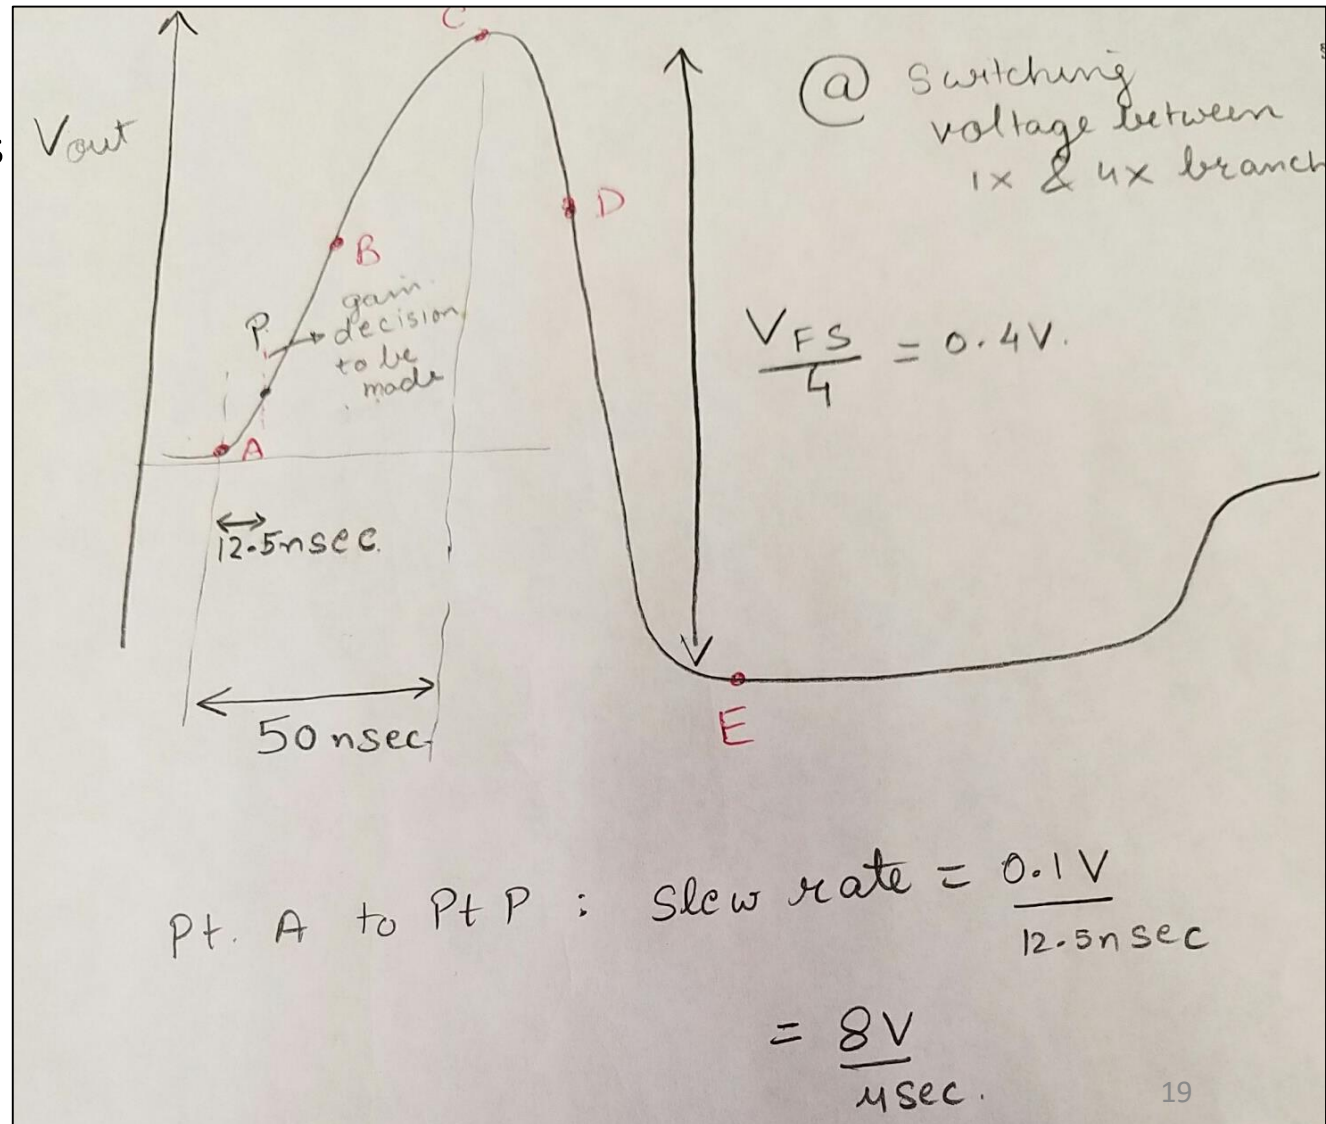 C
Vout
@ switching
voltage between
1x & 4x branch
D
B
gain
P.
decision
to be
made
VFS/4 = 0.4V.
A
12.5nsec.
50 nsec
E
Pt. A to Pt P : Slew rate = 0.1V/12.5nsec
= 8V/μsec.
19